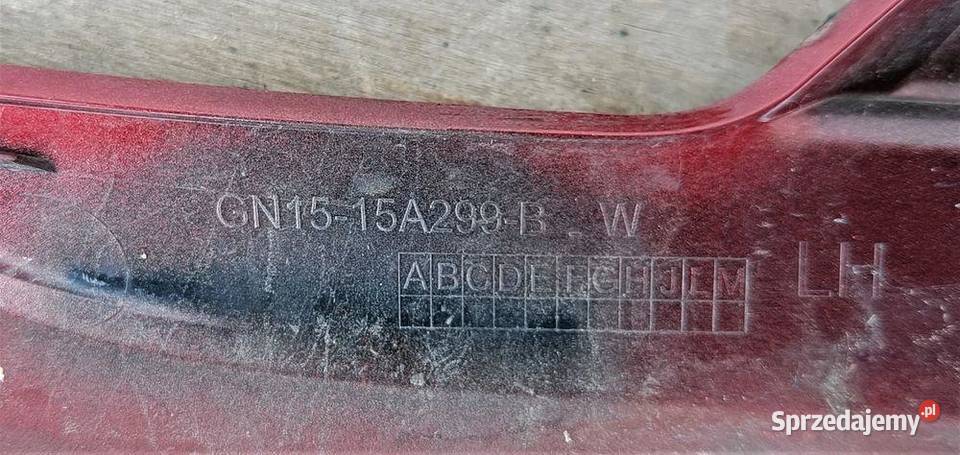 GN15-15A299-B W
ABCDEFGHJLM
LH
Sprzedajemy.pl